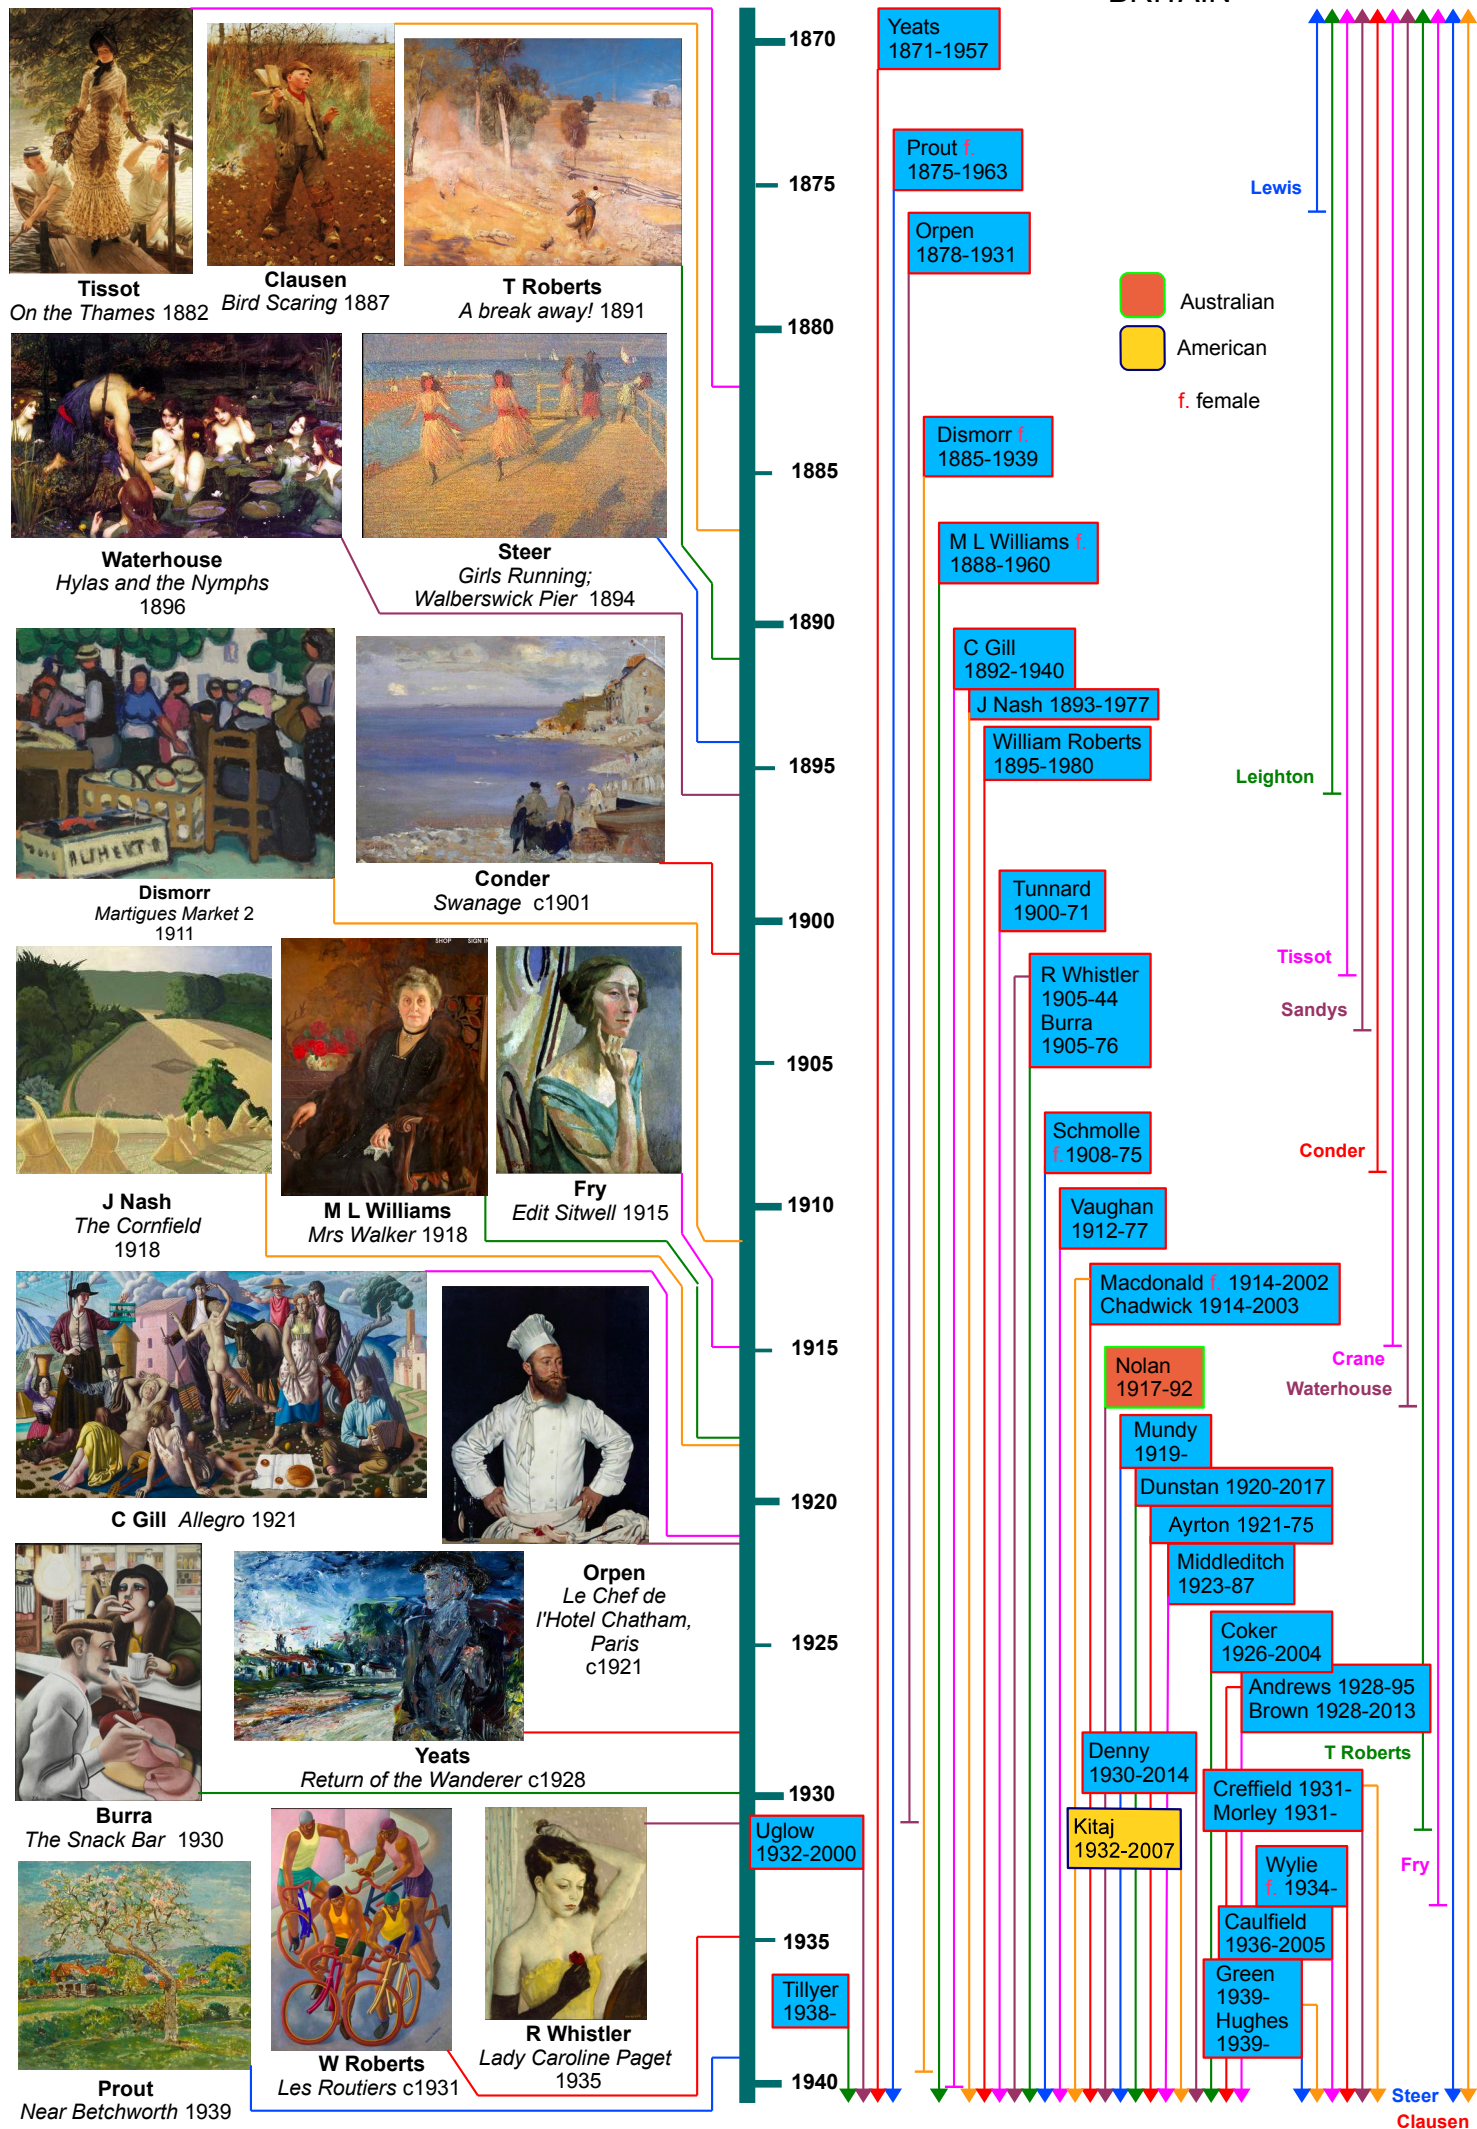 BRITAIN
Tissot
On the Thames 1882
Clausen
Bird Scaring 1887
T Roberts
A break away! 1891
Waterhouse
Hylas and the Nymphs
1896
Steer
Girls Running;
Walberswick Pier 1894
Dismorr
Martigues Market 2
1911
Conder
Swanage c1901
SHOP SIGN IN
J Nash
The Cornfield
1918
M L Williams
Mrs Walker 1918
Fry
Edit Sitwell 1915
C Gill Allegro 1921
Orpen
Le Chef de
l'Hotel Chatham,
Paris
c1921
Yeats
Return of the Wanderer c1928
Burra
The Snack Bar 1930
Prout
Near Betchworth 1939
W Roberts
Les Routiers c1931
R Whistler
Lady Caroline Paget
1935
1870
1875
1880
1885
1890
1895
1900
1905
1910
1915
1920
1925
1930
1935
1940
Yeats
1871-1957
Prout f.
1875-1963
Orpen
1878-1931
Dismorr f.
1885-1939
M L Williams f.
1888-1960
C Gill
1892-1940
J Nash 1893-1977
William Roberts
1895-1980
Tunnard
1900-71
R Whistler
1905-44
Burra
1905-76
Schmolle
f.1908-75
Vaughan
1912-77
Macdonald f. 1914-2002
Chadwick 1914-2003
Nolan
1917-92
Mundy
1919-
Dunstan 1920-2017
Ayrton 1921-75
Middleditch
1923-87
Coker
1926-2004
Andrews 1928-95
Brown 1928-2013
Denny
1930-2014
Creffield 1931-
Morley 1931-
Uglow
1932-2000
Kitaj
1932-2007
Wylie
f. 1934-
Caulfield
1936-2005
Tillyer
1938-
Green
1939-
Hughes
1939-
Australian
American
f. female
Lewis
Leighton
Tissot
Sandys
Conder
Crane
Waterhouse
T Roberts
Fry
Steer
Clausen